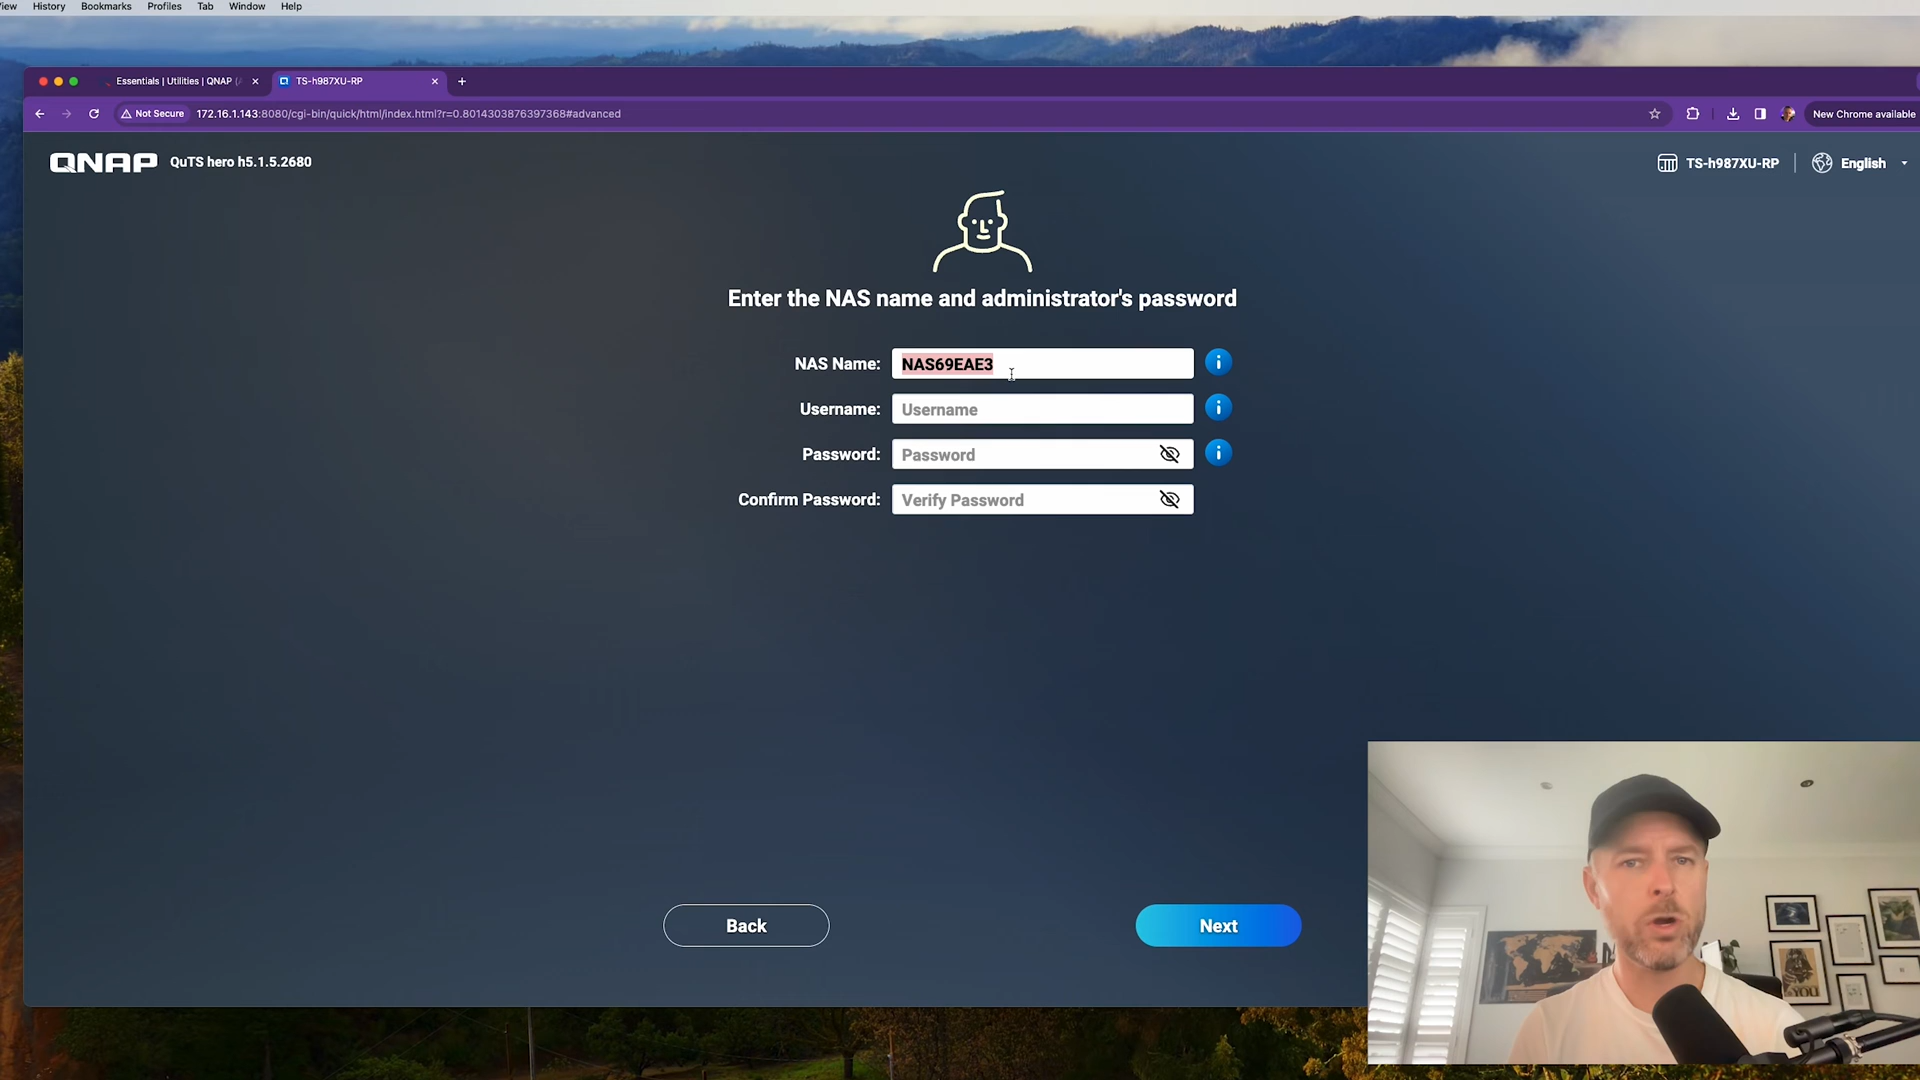 View History Bookmarks Profiles Tab Window Help
Essentials | Utilities | QNAP (
TS-h987XU-RP
Not Secure 172.16.1.143:8080/cgi-bin/quick/html/index.html?r=0.8014303876397368#advanced
New Chrome available
QNAP QuTS hero h5.1.5.2680
TS-h987XU-RP
English
Enter the NAS name and administrator's password
NAS Name: NAS69EAE3
Username: Username
Password: Password
Confirm Password: Verify Password
Back
Next
YOU